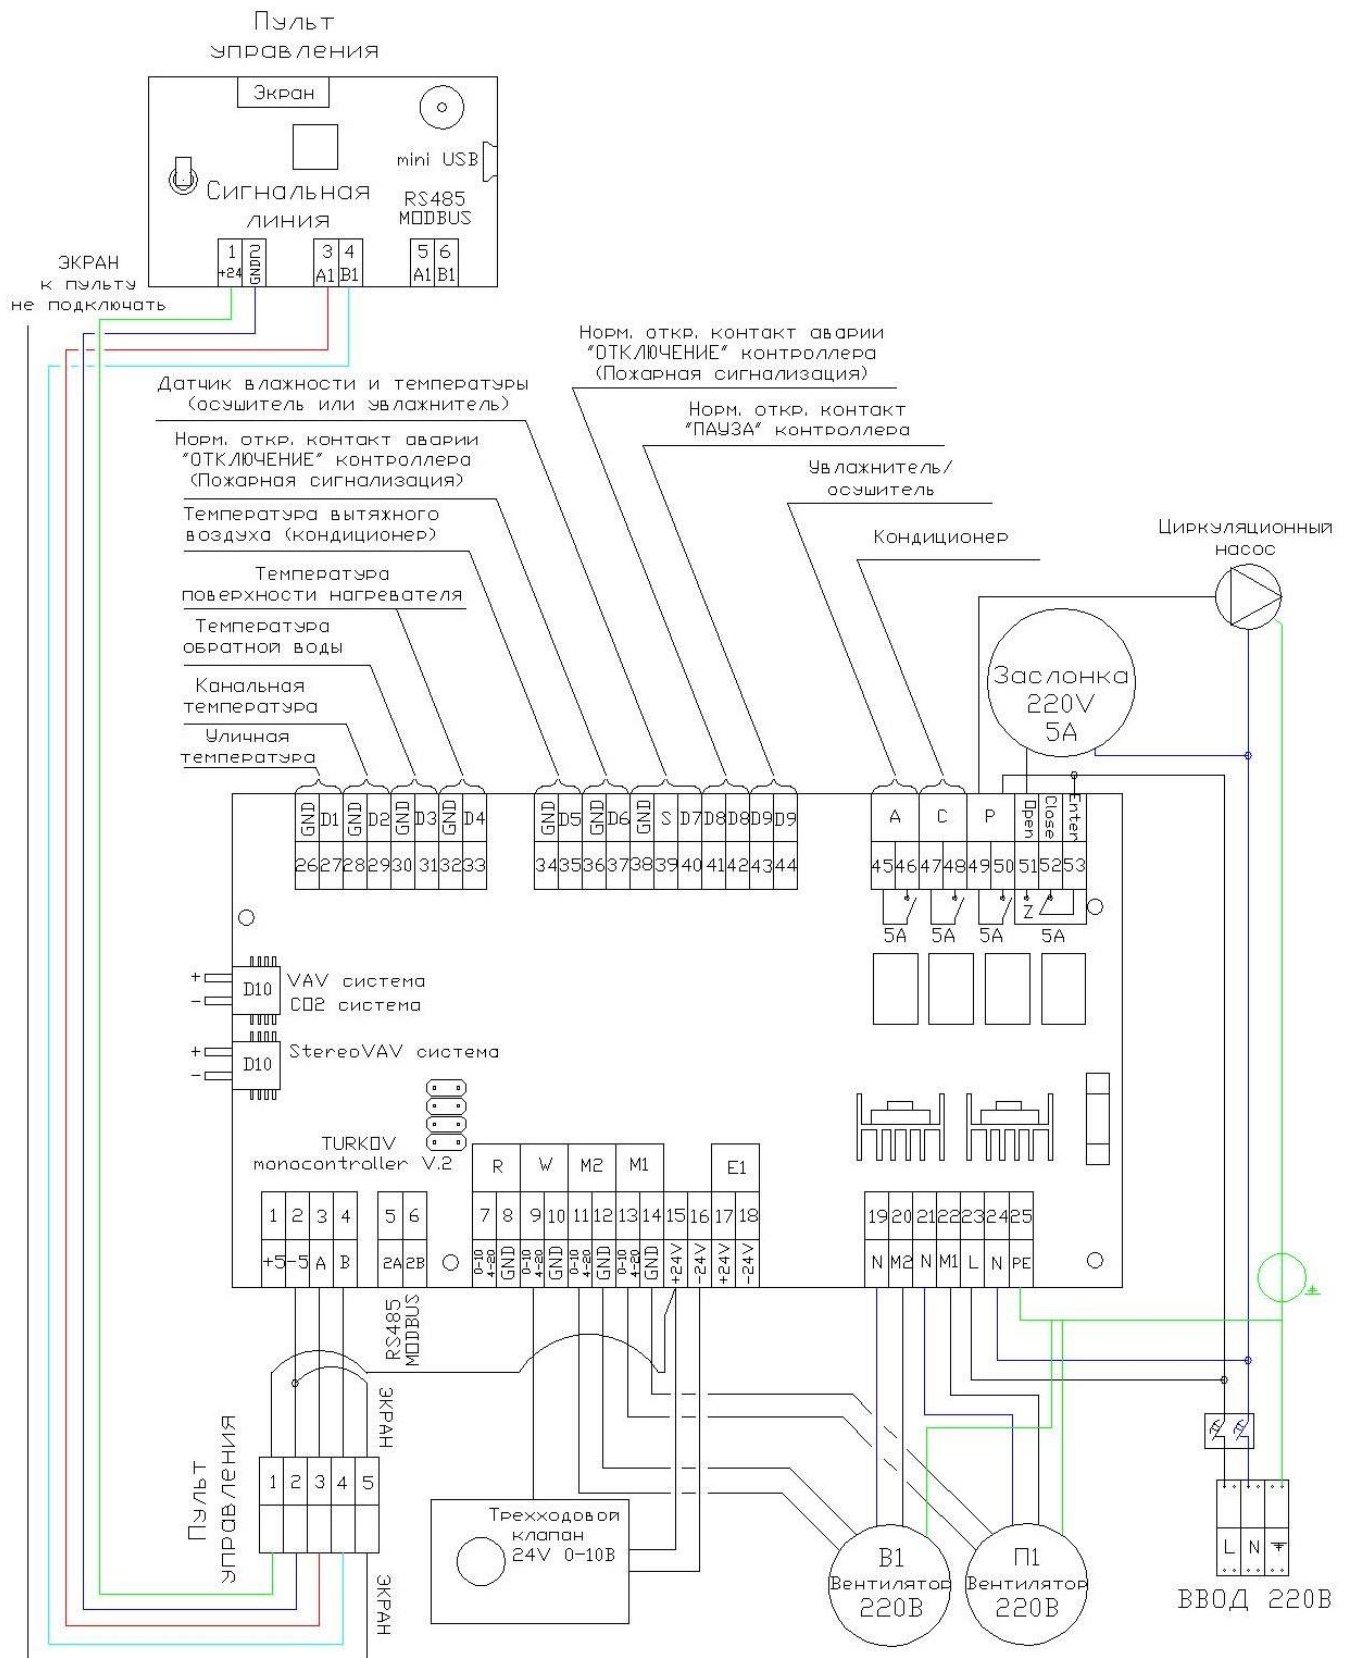 Пульт
управления
Экран
mini USB
Сигнальная
линия
RS485
MODBUS
1 GND2 3 4 5 6
+24 A1 B1 A1 B1
ЭКРАН
к пульту
не подключать
Норм. откр. контакт аварии
"ОТКЛЮЧЕНИЕ" контроллера
(Пожарная сигнализация)
Датчик влажности и температуры
(осушитель или увлажнитель)
Норм. откр. контакт
"ПАУЗА" контроллера
Норм. откр. контакт аварии
"ОТКЛЮЧЕНИЕ" контроллера
(Пожарная сигнализация)
Увлажнитель/
осушитель
Температура вытяжного
воздуха (кондиционер)
Кондиционер
Циркуляционный
насос
Температура
поверхности нагревателя
Температура
обратной воды
Канальная
температура
Уличная
температура
Заслонка
220V
5A
GND D1 GND D2 GND D3 GND D4
26 27 28 29 30 31 32 33
GND D5 GND D6 GND S D7 D8 D8 D9 D9
34 35 36 37 38 39 40 41 42 43 44
A C P Open Close Enter
45 46 47 48 49 50 51 52 53
Z
5A 5A 5A 5A
+
-
D10
VAV система
CO2 система
+
-
D10
StereoVAV система
TURKOV
monocontroller V.2
R W M2 M1 E1
1 2 3 4 5 6
+5 -5 A B 2A 2B
7 8 9 10 11 12 13 14 15 16 17 18
0-10 4-20 GND 0-10 4-20 GND 0-10 4-20 GND 0-10 4-20 GND +24V -24V +24V -24V
19 20 21 22 23 24 25
N M2 N M1 L N PE
RS485
MODBUS
ЭКРАН
Пульт
управления
1 2 3 4 5
ЭКРАН
Трехходовой
клапан
24V 0-10В
В1
Вентилятор
220В
П1
Вентилятор
220В
L N
ВВОД 220В